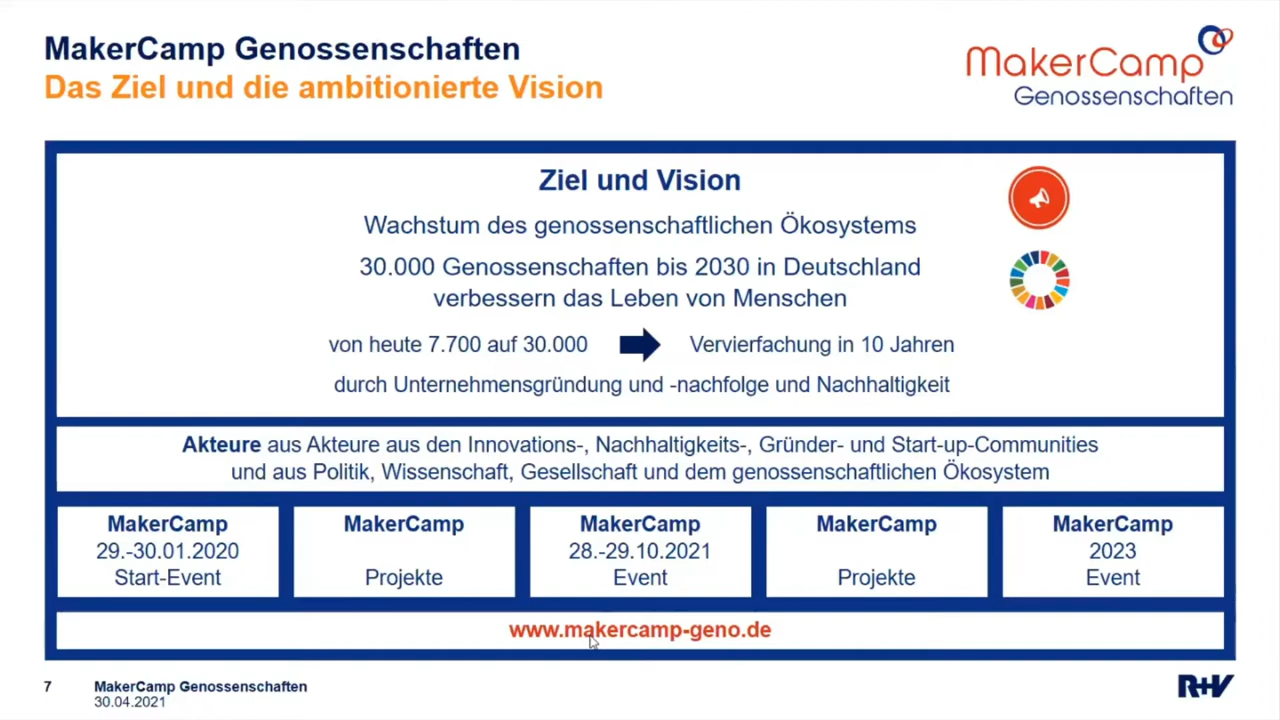 MakerCamp Genossenschaften
Das Ziel und die ambitionierte Vision
MakerCamp
Genossenschaften
Ziel und Vision
Wachstum des genossenschaftlichen Ökosystems
30.000 Genossenschaften bis 2030 in Deutschland
verbessern das Leben von Menschen
von heute 7.700 auf 30.000
Vervierfachung in 10 Jahren
durch Unternehmensgründung und -nachfolge und Nachhaltigkeit
Akteure aus Akteure aus den Innovations-, Nachhaltigkeits-, Gründer- und Start-up-Communities
und aus Politik, Wissenschaft, Gesellschaft und dem genossenschaftlichen Ökosystem
MakerCamp
29.-30.01.2020
Start-Event
MakerCamp
Projekte
MakerCamp
28.-29.10.2021
Event
MakerCamp
Projekte
MakerCamp
2023
Event
www.makercamp-geno.de
7
MakerCamp Genossenschaften
30.04.2021
R+V